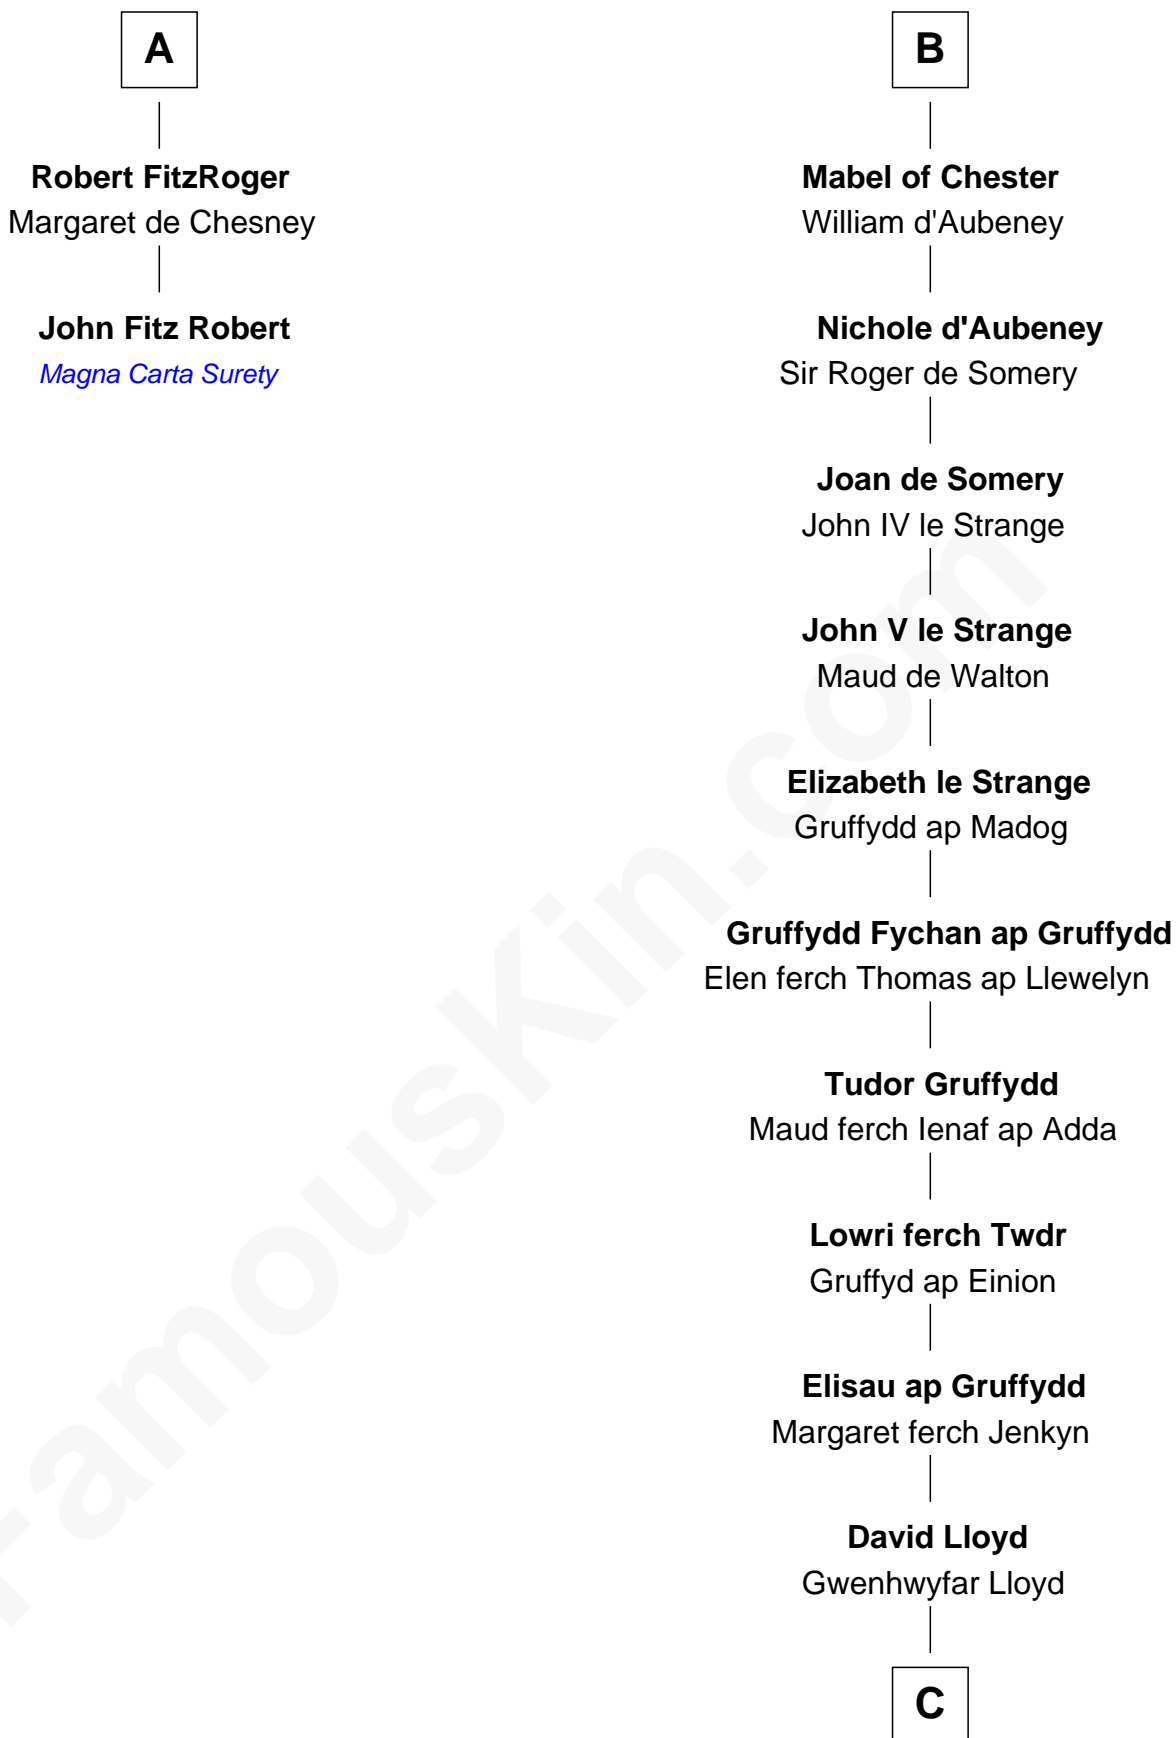 A
Robert FitzRoger
Margaret de Chesney
John Fitz Robert
Magna Carta Surety
B
Mabel of Chester
William d'Aubeney
Nichole d'Aubeney
Sir Roger de Somery
Joan de Somery
John IV le Strange
John V le Strange
Maud de Walton
Elizabeth le Strange
Gruffydd ap Madog
Gruffydd Fychan ap Gruffydd
Elen ferch Thomas ap Llewelyn
Tudor Gruffydd
Maud ferch Ienaf ap Adda
Lowri ferch Twdr
Gruffyd ap Einion
Elisau ap Gruffydd
Margaret ferch Jenkyn
David Lloyd
Gwenhwyfar Lloyd
C
FamousKin.com